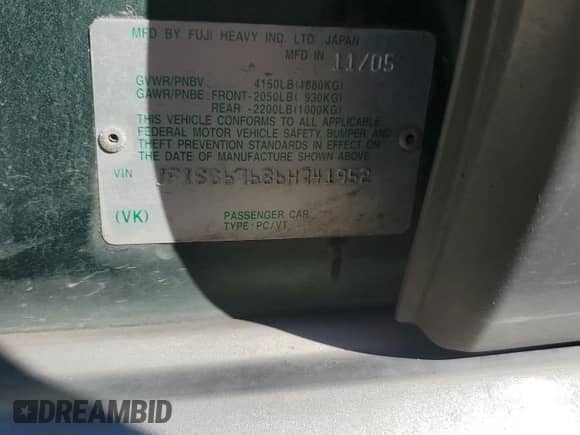 MFD BY FUJI HEAVY IND. LTD. JAPAN
MFD IN 11/05
GVWR/PNBV 4150LB(1880KG)
GAWR/PNBE FRONT-2050LB( 930KG)
REAR -2200LB(1000KG)
THIS VEHICLE CONFORMS TO ALL APPLICABLE
FEDERAL MOTOR VEHICLE SAFETY, BUMPER AND
THEFT PREVENTION STANDARDS IN EFFECT ON
THE DATE OF MANUFACTURE SHOWN ABOVE.
VIN
(VK)
PASSENGER CAR
TYPE:PC/VT
DREAMBID